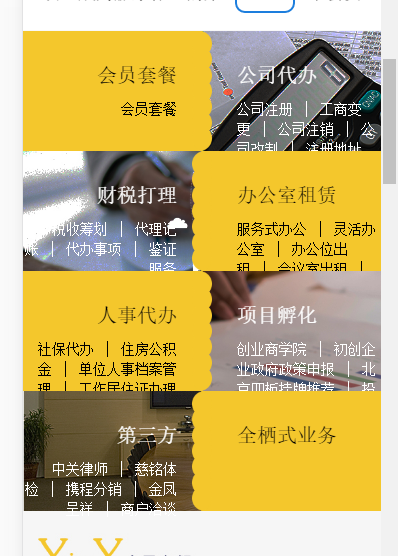 会员套餐
会员套餐
公司代办
公司注册 | 工商变
更 | 公司注销 | 公
司改制 | 注册地址
财税打理
税收筹划 | 代理记
账 | 代办事项 | 鉴证
服务
办公室租赁
服务式办公 | 灵活办
公室 | 办公位出
租 | 会议室出租 |
人事代办
社保代办 | 住房公积
金 | 单位人事档案管
理 | 工作居住证办理
项目孵化
创业商学院 | 初创企
业政府政策申报 | 北
京四板挂牌推荐 | 投
第三方
中关律师 | 慈铭体
检 | 携程分销 | 金凤
呈祥 | 商户洽谈
全栖式业务